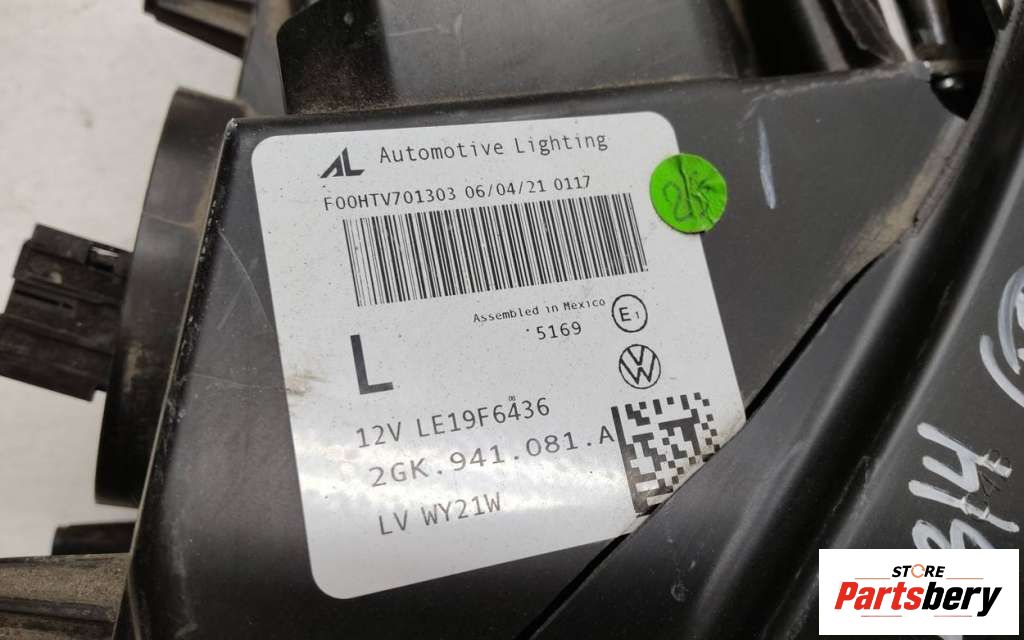 AL Automotive Lighting
F00HTV701303 06/04/21 0117
Assembled in Mexico
5169 E1
L
VW
12V LE19F6436
2GK.941.081.A
LV WY21W
STORE
Partsbery